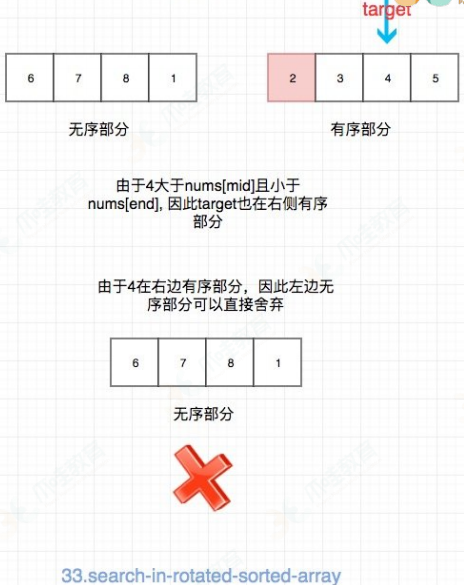 target
6 7 8 1
2 3 4 5
无序部分
有序部分
由于4大于nums[mid]且小于
nums[end], 因此target也在右侧有序
部分
由于4在右边有序部分，因此左边无
序部分可以直接舍弃
6 7 8 1
无序部分
33.search-in-rotated-sorted-array